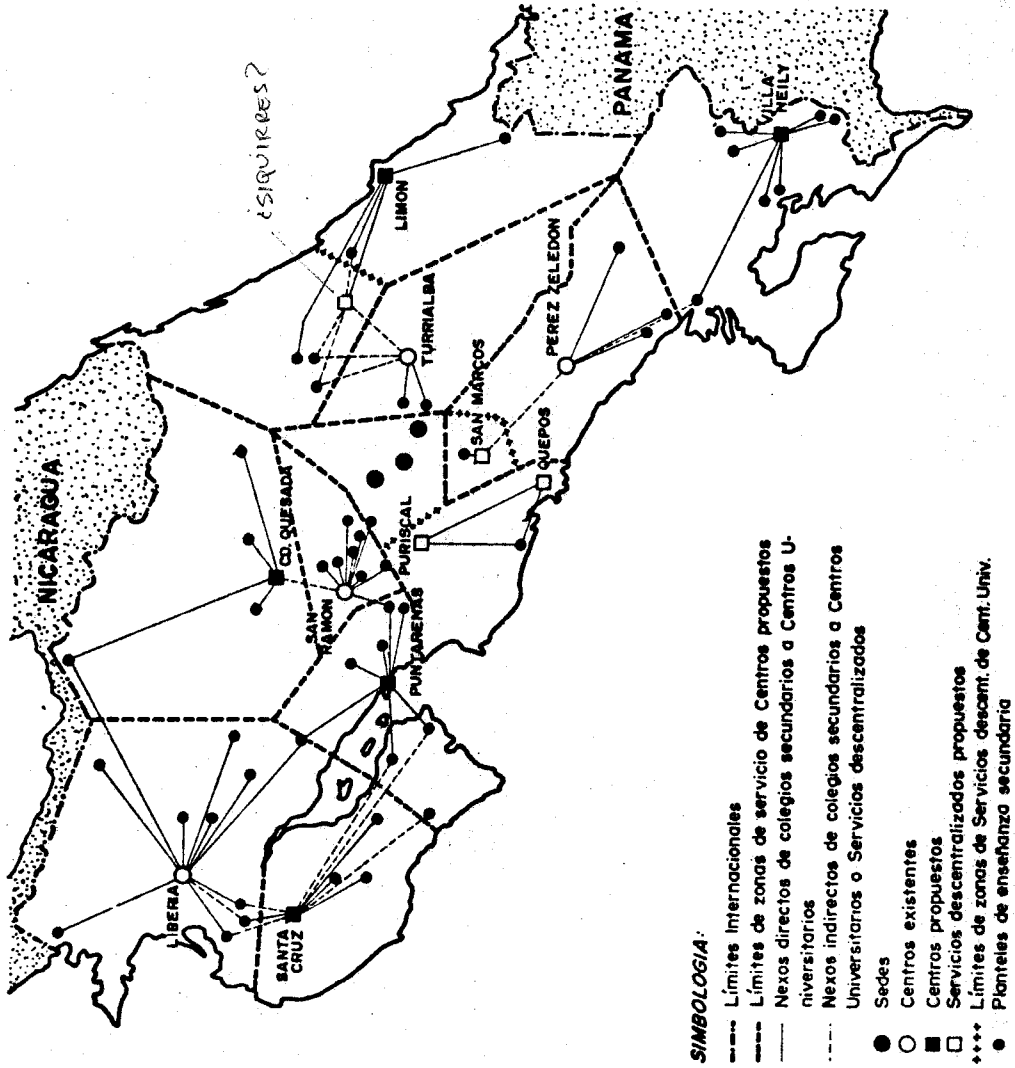 ¿SIQUIRRES?
NICARAGUA
PANAMA
LIMON
CD. QUESADA
TURRIALBA
SAN
RAMON
LIBERIA
PUNTARENAS
PURISCAL
SAN MARCOS
PEREZ ZELEDON
QUEPOS
SANTA
CRUZ
VILLA
NEILY
SIMBOLOGIA:
Límites Internacionales
Límites de zonas de servicio de Centros propuestos
Nexos directos de colegios secundarios a Centros U-
niversitarios
Nexos indirectos de colegios secundarios a Centros
Universitarios o Servicios descentralizados
Sedes
Centros existentes
Centros propuestos
Servicios descentralizados propuestos
Límites de zonas de Servicios descent. de Cent. Univ.
Planteles de enseñanza secundaria